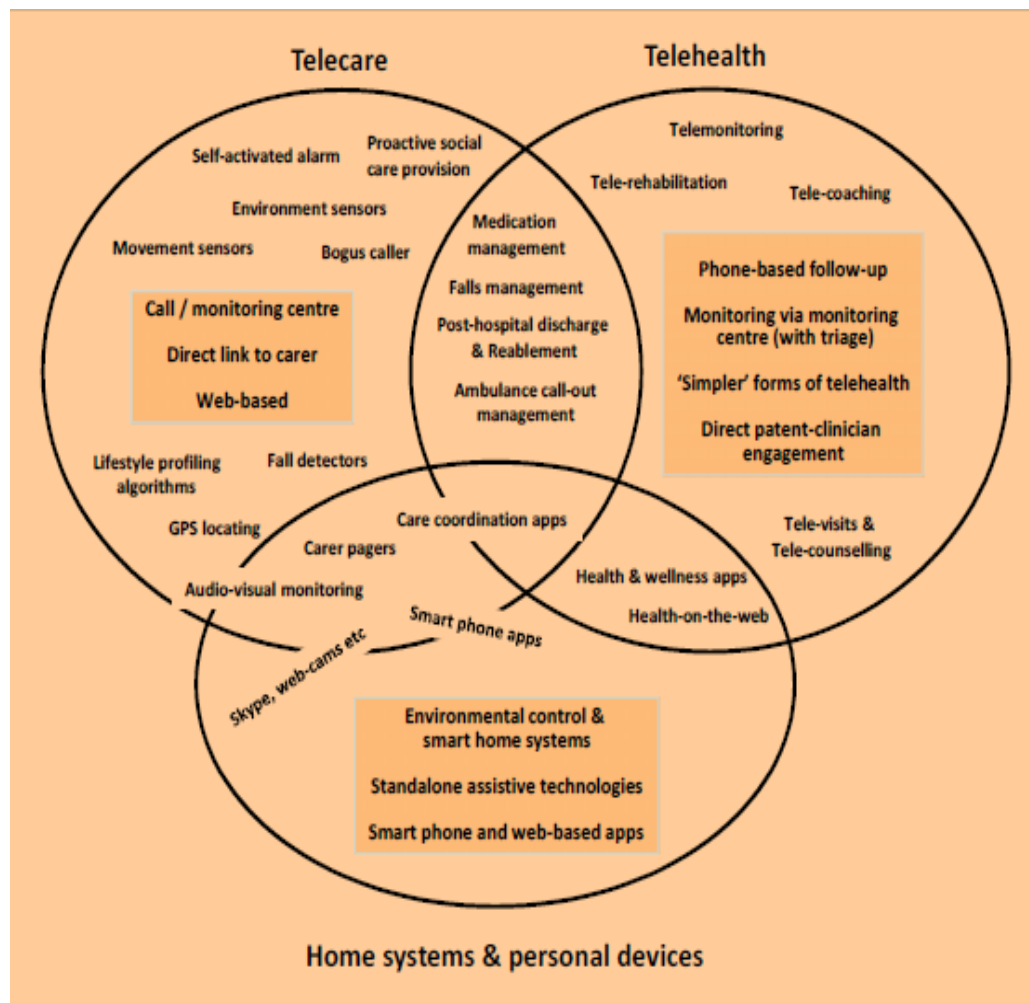 Telecare
Telehealth
Self-activated alarm
Proactive social
care provision
Environment sensors
Movement sensors
Bogus caller
Call / monitoring centre
Direct link to carer
Web-based
Lifestyle profiling
algorithms
Fall detectors
GPS locating
Medication
management
Falls management
Post-hospital discharge
& Reablement
Ambulance call-out
management
Telemonitoring
Tele-rehabilitation
Tele-coaching
Phone-based follow-up
Monitoring via monitoring
centre (with triage)
‘Simpler’ forms of telehealth
Direct patent-clinician
engagement
Tele-visits &
Tele-counselling
Care coordination apps
Carer pagers
Audio-visual monitoring
Smart phone apps
Skype, web-cams etc
Health & wellness apps
Health-on-the-web
Environmental control &
smart home systems
Standalone assistive technologies
Smart phone and web-based apps
Home systems & personal devices